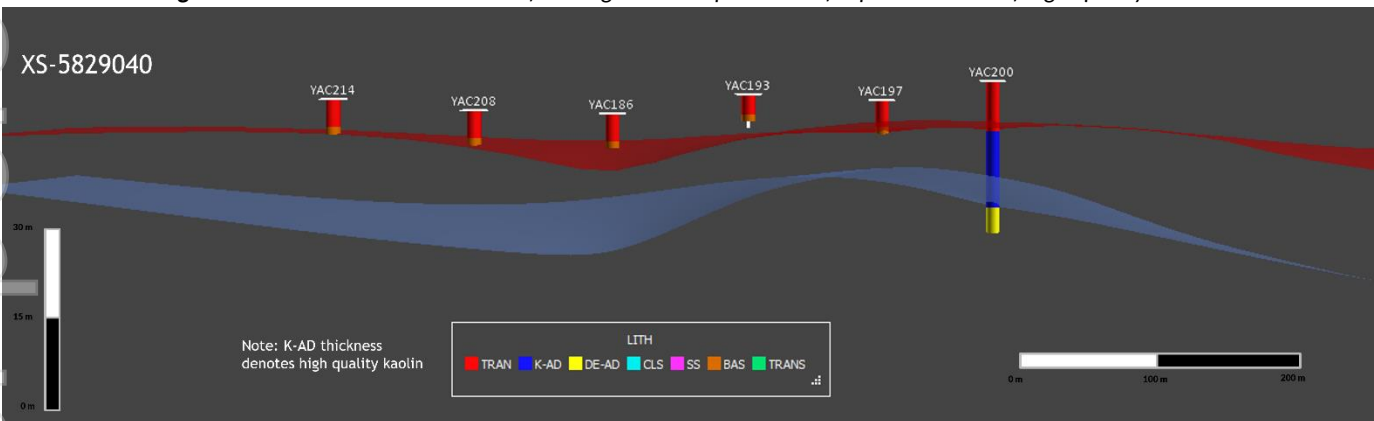 XS-5829040
YAC214
YAC208
YAC186
YAC193
YAC197
YAC200
30 m
15 m
0 m
Note: K-AD thickness
denotes high quality kaolin
LITH
TRAN K-AD DE-AD CLS SS BAS TRANS
0 m 100 m 200 m